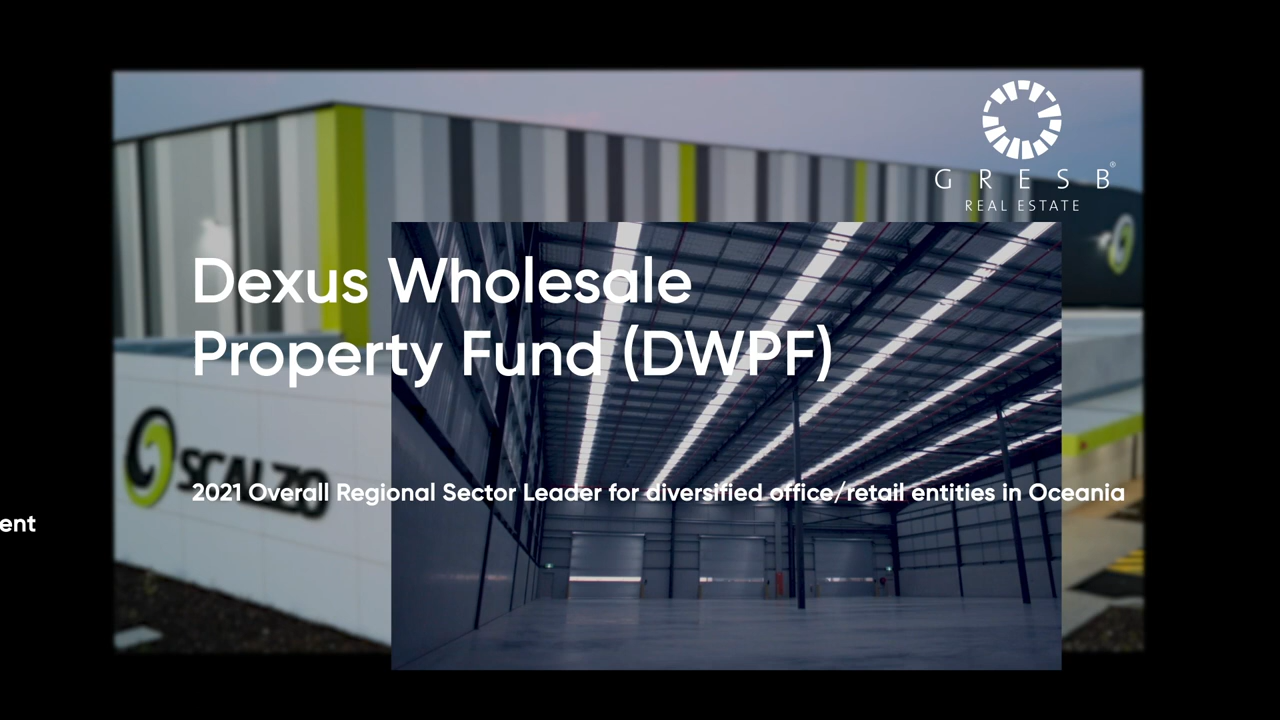 GRESB®
REAL ESTATE
Dexus Wholesale
Property Fund (DWPF)
SCALZO
2021 Overall Regional Sector Leader for diversified office/retail entities in Oceania
ent